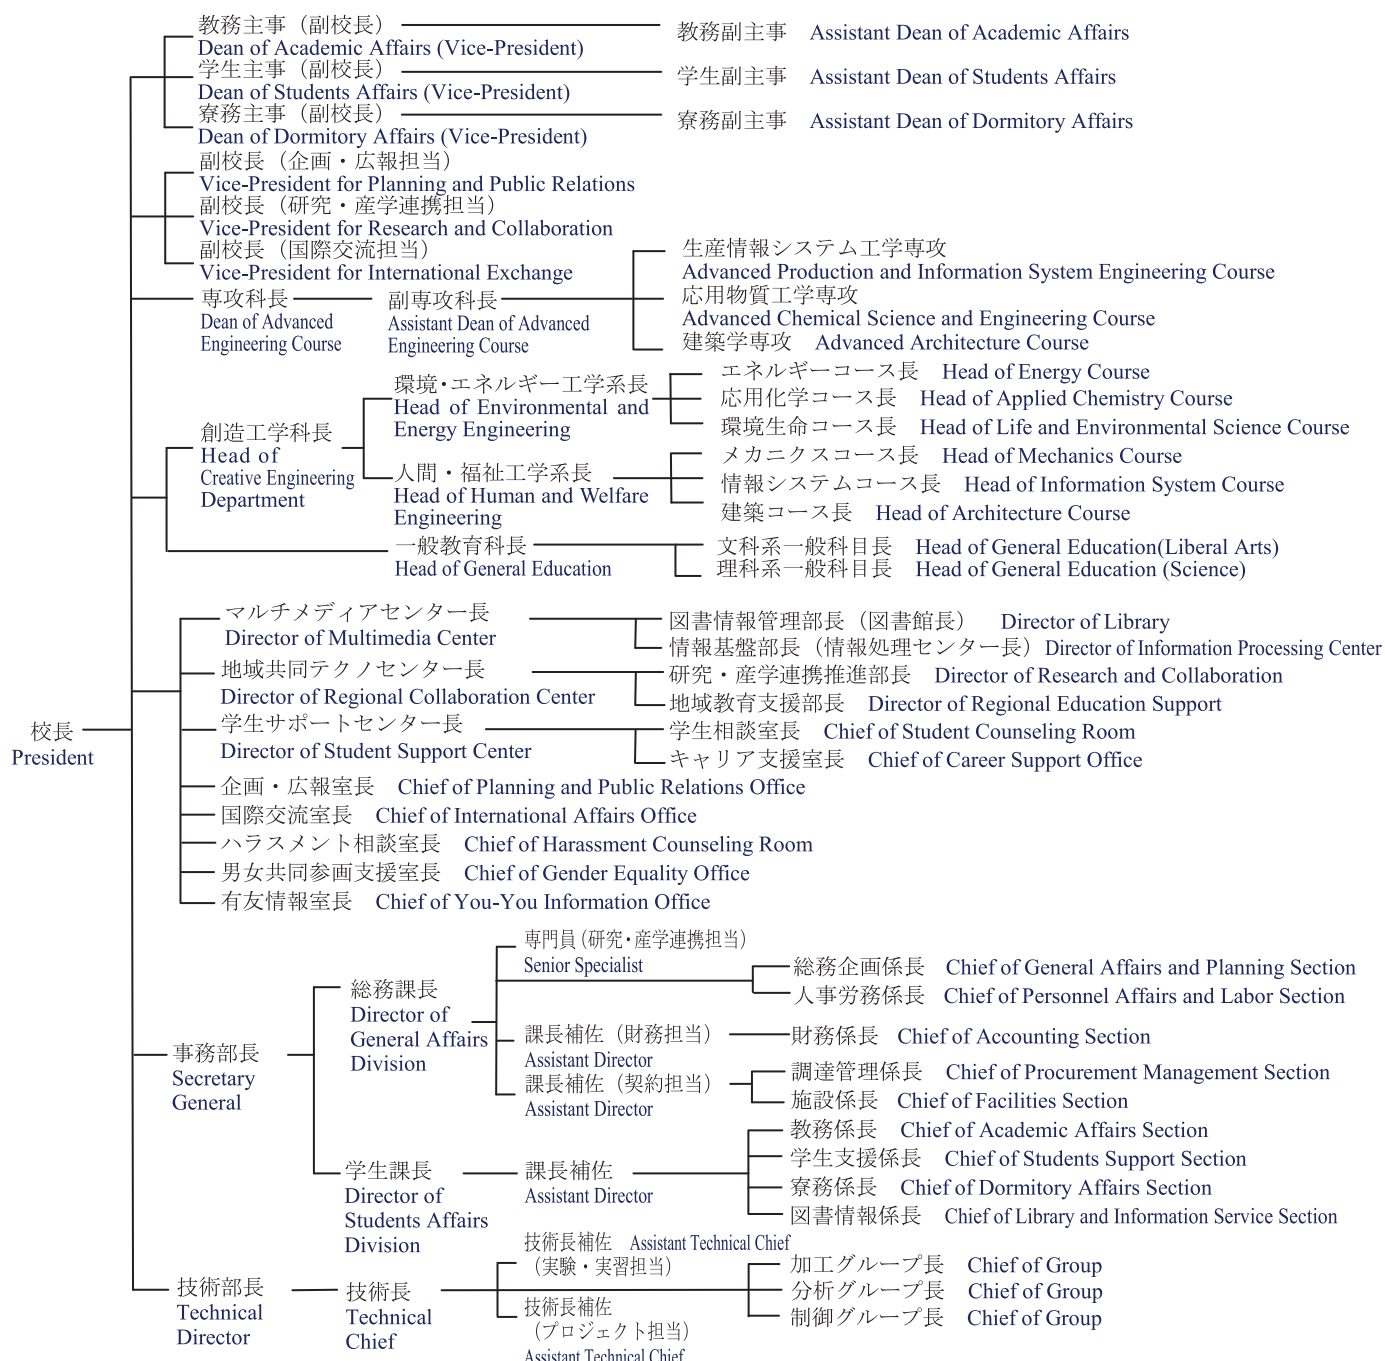 教務主事（副校長）
Dean of Academic Affairs (Vice-President)
教務副主事 Assistant Dean of Academic Affairs
学生主事（副校長）
Dean of Students Affairs (Vice-President)
学生副主事 Assistant Dean of Students Affairs
寮務主事（副校長）
Dean of Dormitory Affairs (Vice-President)
寮務副主事 Assistant Dean of Dormitory Affairs
副校長（企画・広報担当）
Vice-President for Planning and Public Relations
副校長（研究・産学連携担当）
Vice-President for Research and Collaboration
副校長（国際交流担当）
Vice-President for International Exchange
専攻科長
Dean of Advanced
Engineering Course
副専攻科長
Assistant Dean of Advanced
Engineering Course
生産情報システム工学専攻
Advanced Production and Information System Engineering Course
応用物質工学専攻
Advanced Chemical Science and Engineering Course
建築学専攻 Advanced Architecture Course
創造工学科長
Head of
Creative Engineering
Department
環境・エネルギー工学系長
Head of Environmental and
Energy Engineering
エネルギーコース長 Head of Energy Course
応用化学コース長 Head of Applied Chemistry Course
環境生命コース長 Head of Life and Environmental Science Course
人間・福祉工学系長
Head of Human and Welfare
Engineering
メカニクスコース長 Head of Mechanics Course
情報システムコース長 Head of Information System Course
建築コース長 Head of Architecture Course
一般教育科長
Head of General Education
文科系一般科目長 Head of General Education(Liberal Arts)
理科系一般科目長 Head of General Education (Science)
マルチメディアセンター長
Director of Multimedia Center
図書情報管理部長（図書館長） Director of Library
情報基盤部長（情報処理センター長）Director of Information Processing Center
地域共同テクノセンター長
Director of Regional Collaboration Center
研究・産学連携推進部長 Director of Research and Collaboration
地域教育支援部長 Director of Regional Education Support
校長
President
学生サポートセンター長
Director of Student Support Center
学生相談室長 Chief of Student Counseling Room
キャリア支援室長 Chief of Career Support Office
企画・広報室長 Chief of Planning and Public Relations Office
国際交流室長 Chief of International Affairs Office
ハラスメント相談室長 Chief of Harassment Counseling Room
男女共同参画支援室長 Chief of Gender Equality Office
有友情報室長 Chief of You-You Information Office
事務部長
Secretary
General
総務課長
Director of
General Affairs
Division
専門員（研究・産学連携担当）
Senior Specialist
総務企画係長 Chief of General Affairs and Planning Section
人事労務係長 Chief of Personnel Affairs and Labor Section
課長補佐（財務担当）
Assistant Director
財務係長 Chief of Accounting Section
課長補佐（契約担当）
Assistant Director
調達管理係長 Chief of Procurement Management Section
施設係長 Chief of Facilities Section
学生課長
Director of
Students Affairs
Division
課長補佐
Assistant Director
教務係長 Chief of Academic Affairs Section
学生支援係長 Chief of Students Support Section
寮務係長 Chief of Dormitory Affairs Section
図書情報係長 Chief of Library and Information Service Section
技術部長
Technical
Director
技術長
Technical
Chief
技術長補佐 Assistant Technical Chief
（実験・実習担当）
技術長補佐
（プロジェクト担当）
Assistant Technical Chief
加工グループ長 Chief of Group
分析グループ長 Chief of Group
制御グループ長 Chief of Group